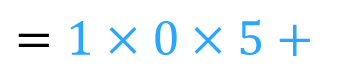 = 1 × 0 × 5 +